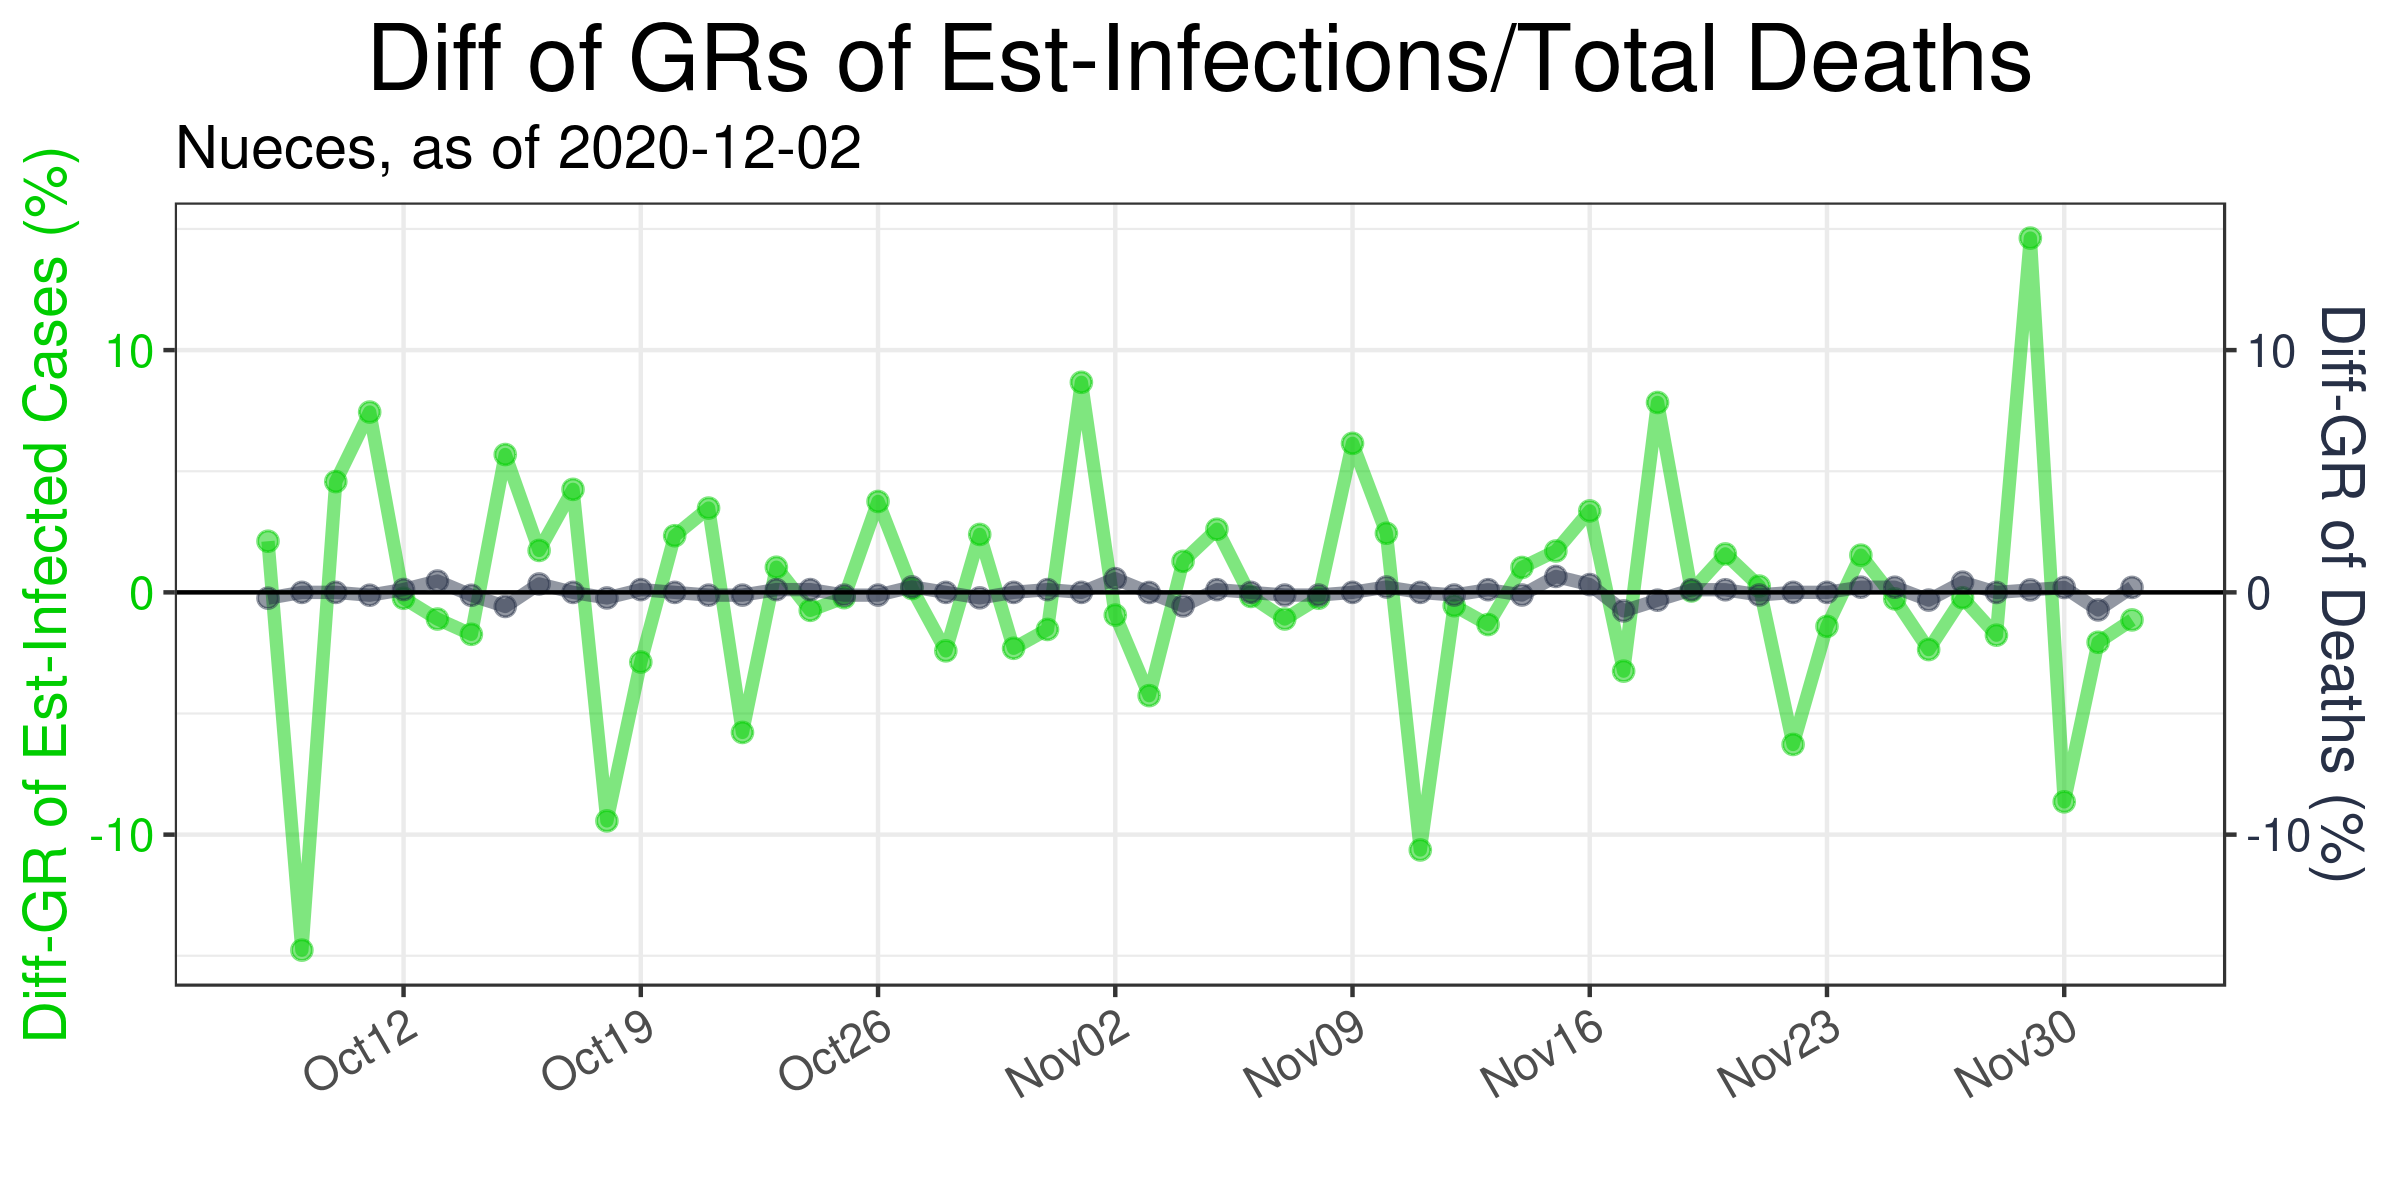 Diff of GRs of Est-Infections/Total Deaths
Nueces, as of 2020-12-02
Diff-GR of Est-Infected Cases (%)
10
0
-10
10
0
-10
Diff-GR of Deaths (%)
Oct12
Oct19
Oct26
Nov02
Nov09
Nov16
Nov23
Nov30